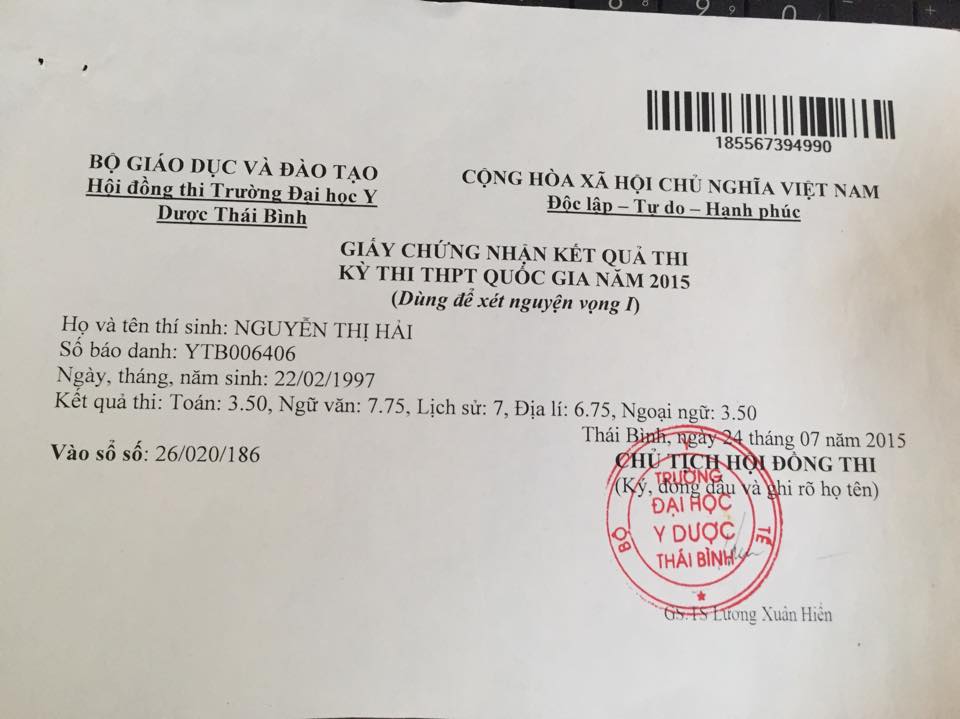 185567394990
BỘ GIÁO DỤC VÀ ĐÀO TẠO
Hội đồng thi Trường Đại học Y
Dược Thái Bình
CỘNG HÒA XÃ HỘI CHỦ NGHĨA VIỆT NAM
Độc lập – Tự do – Hạnh phúc
GIẤY CHỨNG NHẬN KẾT QUẢ THI
KỲ THI THPT QUỐC GIA NĂM 2015
(Dùng để xét nguyện vọng I)
Họ và tên thí sinh: NGUYỄN THỊ HẢI
Số báo danh: YTB006406
Ngày, tháng, năm sinh: 22/02/1997
Kết quả thi: Toán: 3.50, Ngữ văn: 7.75, Lịch sử: 7, Địa lí: 6.75, Ngoại ngữ: 3.50
Thái Bình, ngày 24 tháng 07 năm 2015
Vào sổ số: 26/020/186
CHỦ TỊCH HỘI ĐỒNG THI
(Ký, đóng dấu và ghi rõ họ tên)
BỘ Y TẾ
TRƯỜNG
ĐẠI HỌC
Y DƯỢC
THÁI BÌNH
GS.TS Lương Xuân Hiến